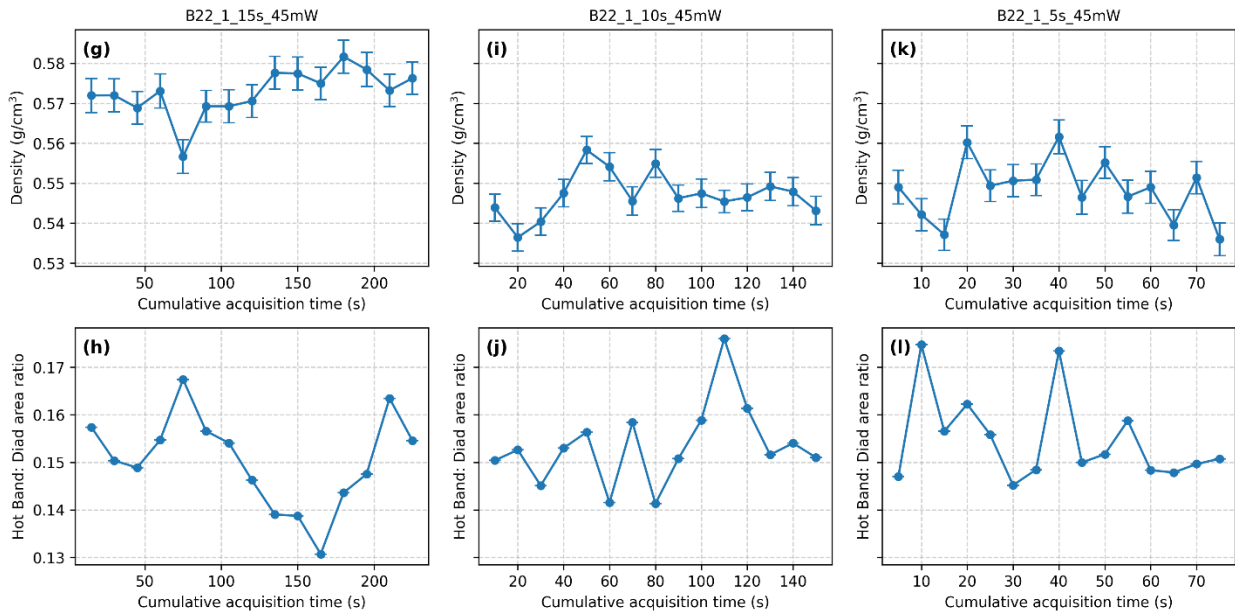 B22_1_15s_45mW
B22_1_10s_45mW
B22_1_5s_45mW
(g)
(i)
(k)
0.58
0.57
0.56
0.55
0.54
0.53
Density (g/cm³)
Density (g/cm³)
Density (g/cm³)
50 100 150 200
20 40 60 80 100 120 140
10 20 30 40 50 60 70
Cumulative acquisition time (s)
Cumulative acquisition time (s)
Cumulative acquisition time (s)
(h)
(j)
(l)
0.17
0.16
0.15
0.14
0.13
Hot Band: Diad area ratio
Hot Band: Diad area ratio
Hot Band: Diad area ratio
50 100 150 200
20 40 60 80 100 120 140
10 20 30 40 50 60 70
Cumulative acquisition time (s)
Cumulative acquisition time (s)
Cumulative acquisition time (s)